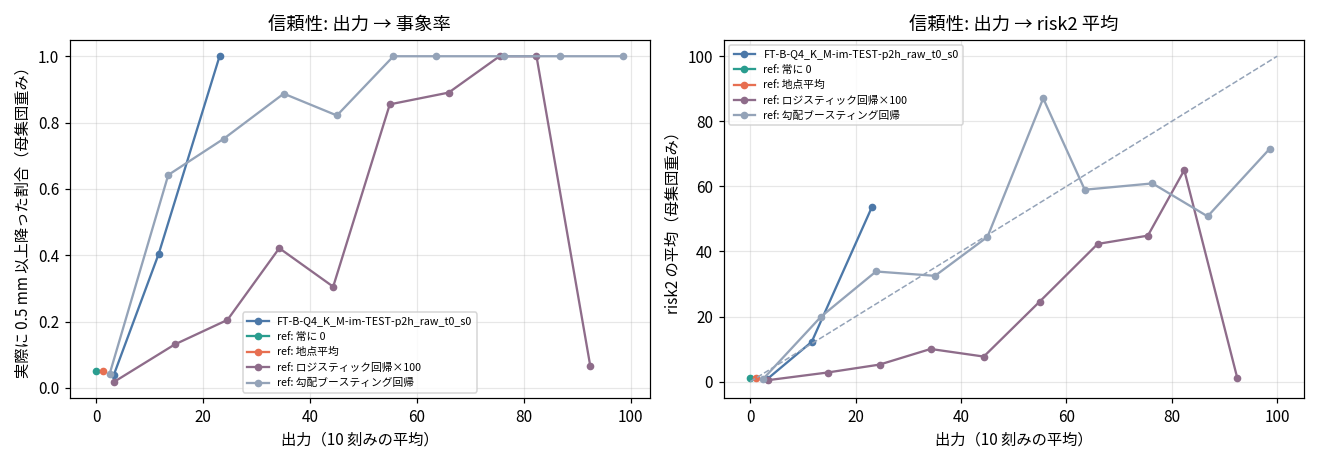 信頼性: 出力 → 事象率
実際に 0.5 mm 以上降った割合（母集団重み）
1.0
0.8
0.6
0.4
0.2
0.0
FT-B-Q4_K_M-im-TEST-p2h_raw_t0_s0
ref: 常に 0
ref: 地点平均
ref: ロジスティック回帰×100
ref: 勾配ブースティング回帰
0 20 40 60 80 100
出力（10 刻みの平均）
信頼性: 出力 → risk2 平均
risk2 の平均（母集団重み）
100
80
60
40
20
0
FT-B-Q4_K_M-im-TEST-p2h_raw_t0_s0
ref: 常に 0
ref: 地点平均
ref: ロジスティック回帰×100
ref: 勾配ブースティング回帰
0 20 40 60 80 100
出力（10 刻みの平均）